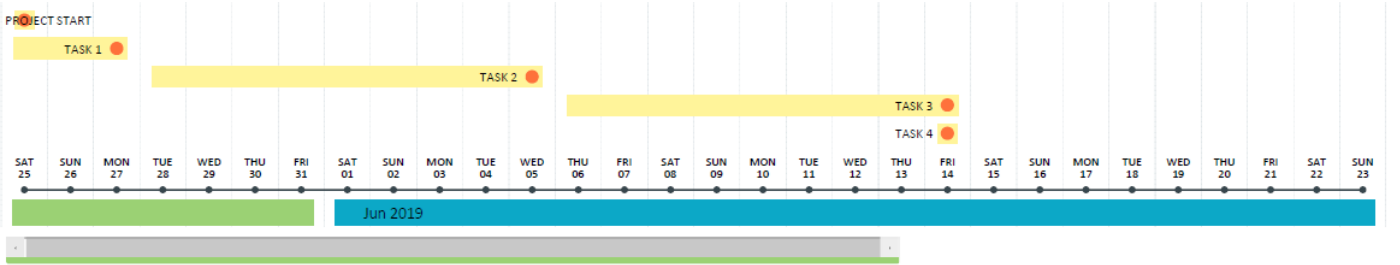 PROJECT START
TASK 1
TASK 2
TASK 3
TASK 4
SAT SUN MON TUE WED THU FRI SAT SUN MON TUE WED THU FRI SAT SUN MON TUE WED THU FRI SAT SUN MON TUE WED THU FRI SAT SUN
25 26 27 28 29 30 31 01 02 03 04 05 06 07 08 09 10 11 12 13 14 15 16 17 18 19 20 21 22 23
Jun 2019